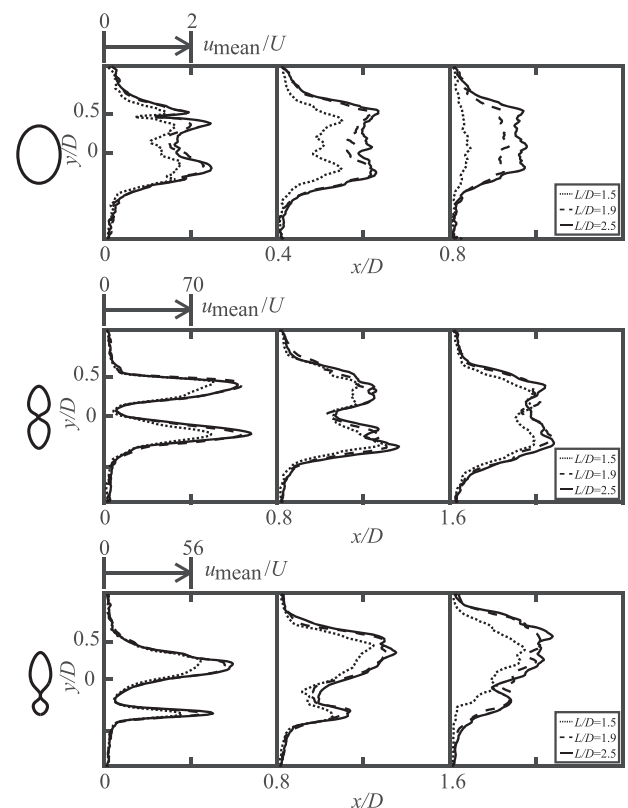 0 2
u_mean/U
0.5
0
y/D
L/D=1.5
L/D=1.9
L/D=2.5
0 0.4 0.8
x/D
0 70
u_mean/U
0.5
0
y/D
L/D=1.5
L/D=1.9
L/D=2.5
0 0.8 1.6
x/D
0 56
u_mean/U
0.5
0
y/D
L/D=1.5
L/D=1.9
L/D=2.5
0 0.8 1.6
x/D